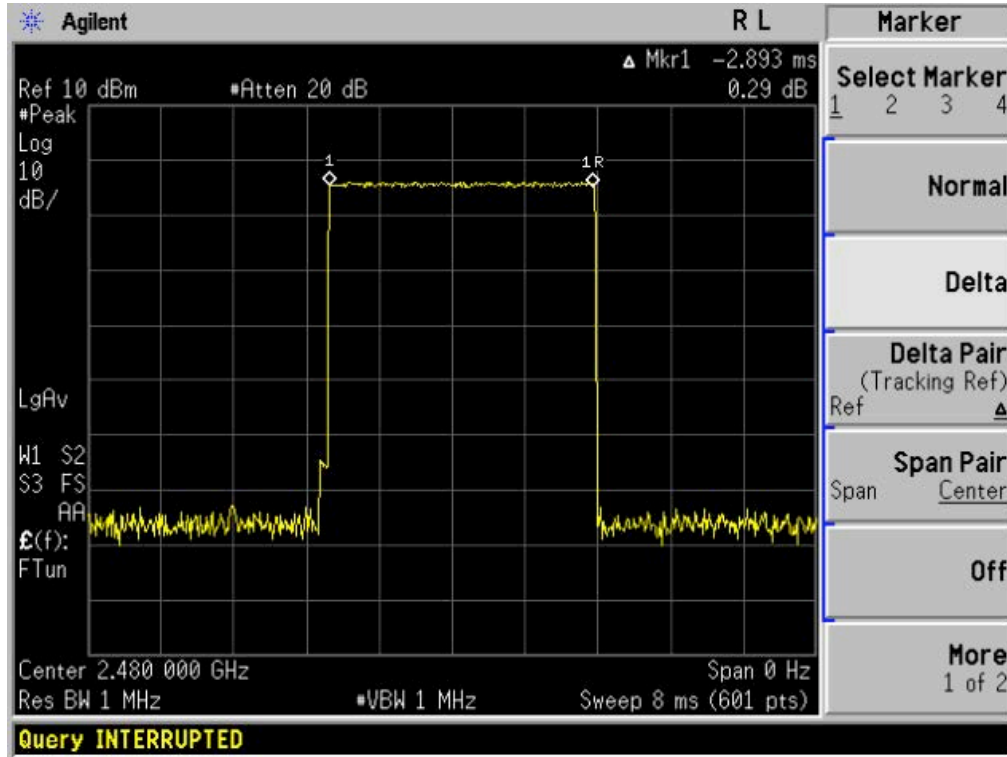 Agilent
R L
Marker
Δ Mkr1 -2.893 ms
Ref 10 dBm #Atten 20 dB 0.29 dB
#Peak
Log
10
dB/
1
1R
LgAv
W1 S2
S3 FS
AA
£(f):
FTun
Center 2.480 000 GHz Span 0 Hz
Res BW 1 MHz #VBW 1 MHz Sweep 8 ms (601 pts)
Query INTERRUPTED
Select Marker
1 2 3 4
Normal
Delta
Delta Pair
(Tracking Ref)
Ref Δ
Span Pair
Span Center
Off
More
1 of 2